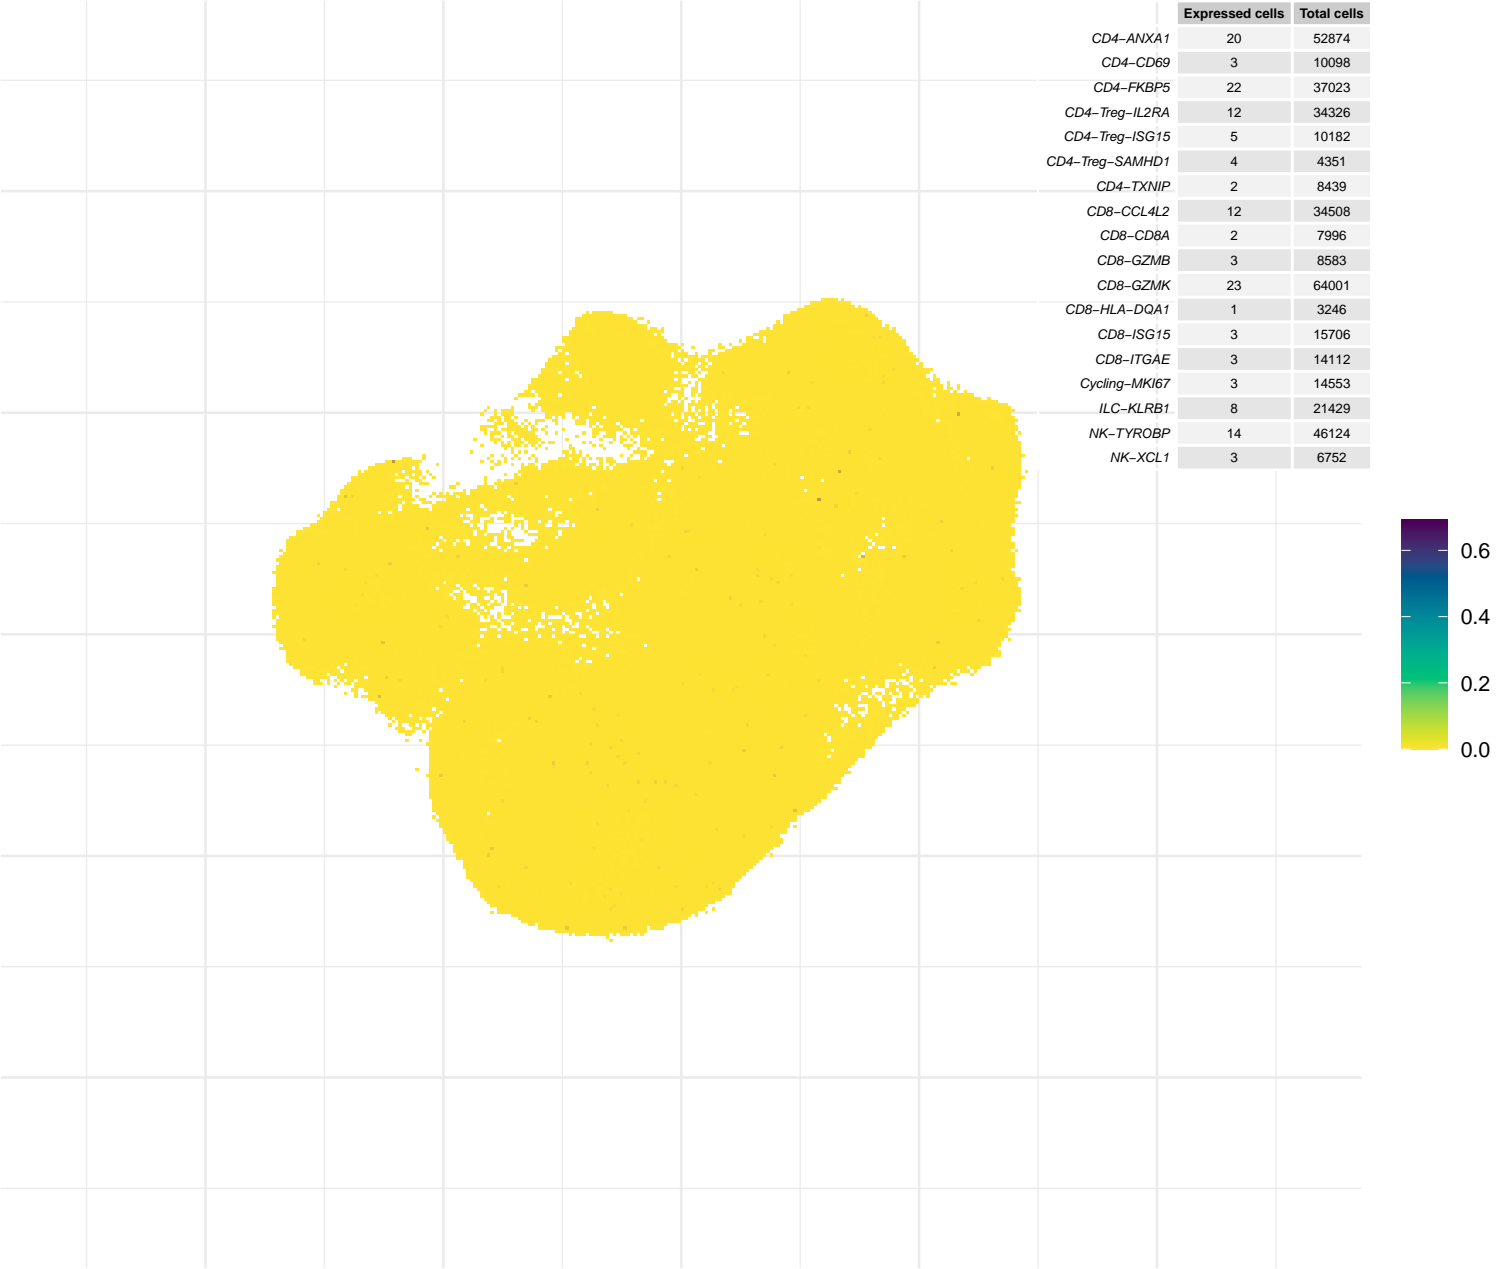 Expressed cells Total cells
CD4−ANXA1 20 52874
CD4−CD69 3 10098
CD4−FKBP5 22 37023
CD4−Treg−IL2RA 12 34326
CD4−Treg−ISG15 5 10182
CD4−Treg−SAMHD1 4 4351
CD4−TXNIP 2 8439
CD8−CCL4L2 12 34508
CD8−CD8A 2 7996
CD8−GZMB 3 8583
CD8−GZMK 23 64001
CD8−HLA−DQA1 1 3246
CD8−ISG15 3 15706
CD8−ITGAE 3 14112
Cycling−MKI67 3 14553
ILC−KLRB1 8 21429
NK−TYROBP 14 46124
NK−XCL1 3 6752
0.6
0.4
0.2
0.0